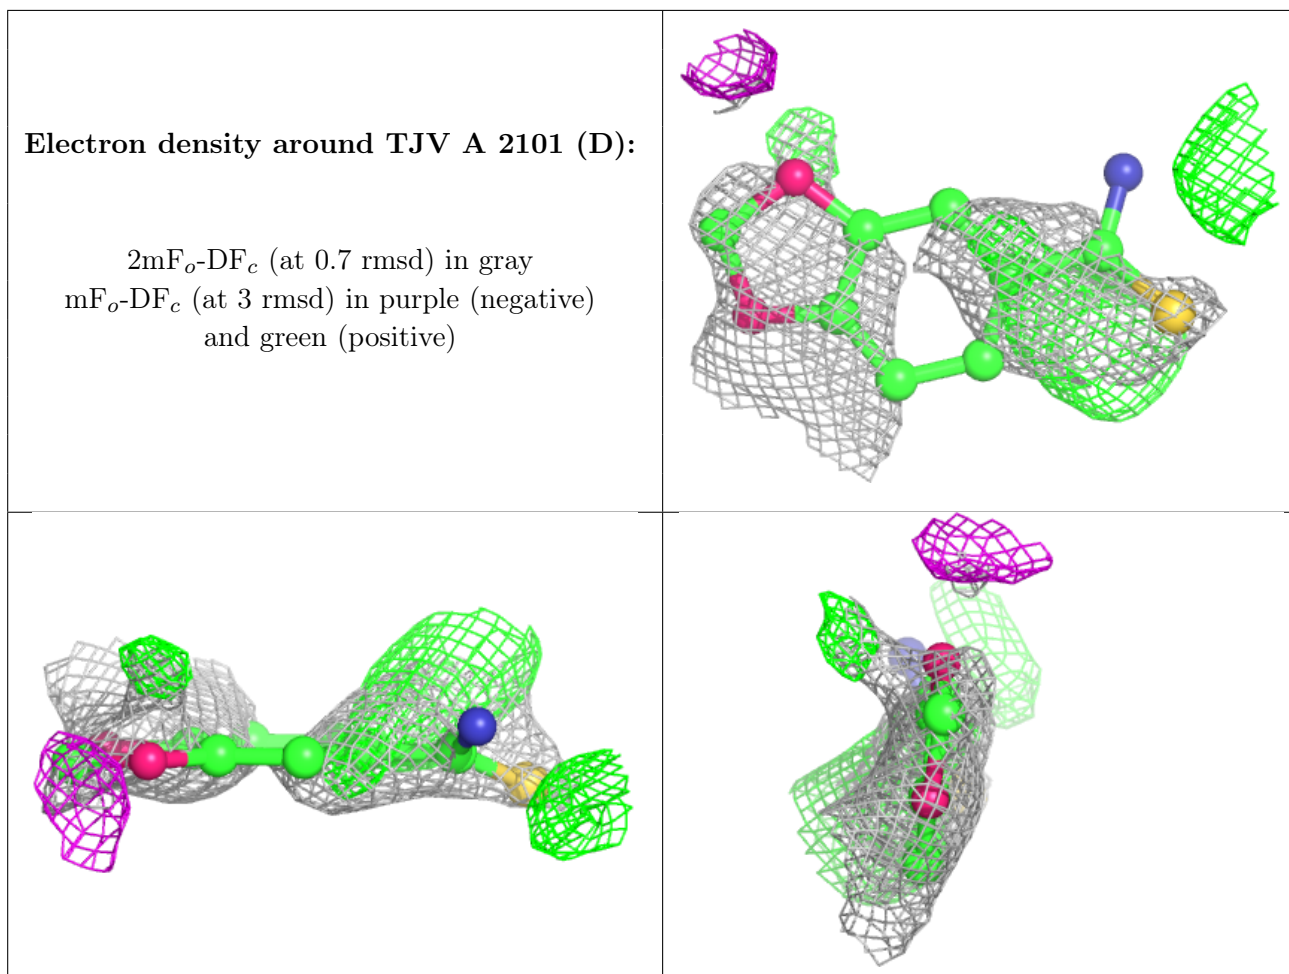 Electron density around TJV A 2101 (D):
2mFₒ-DF𝒸 (at 0.7 rmsd) in gray
mFₒ-DF𝒸 (at 3 rmsd) in purple (negative)
and green (positive)